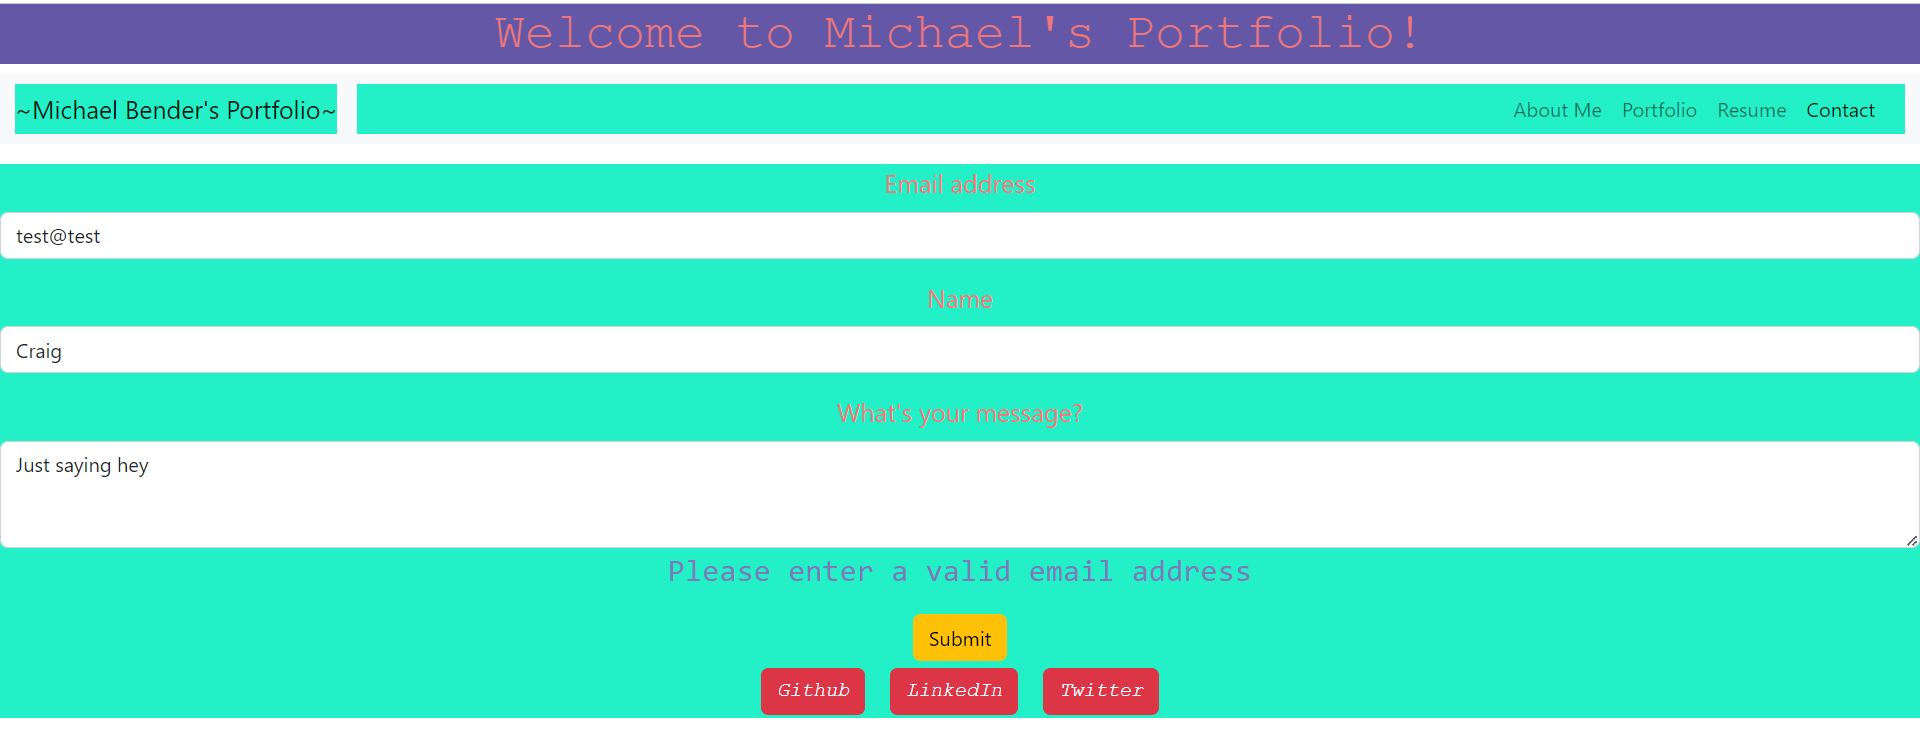 Welcome to Michael's Portfolio!
~Michael Bender's Portfolio~ About Me Portfolio Resume Contact
Email address
test@test
Name
Craig
What's your message?
Just saying hey
Please enter a valid email address
Submit
Github LinkedIn Twitter